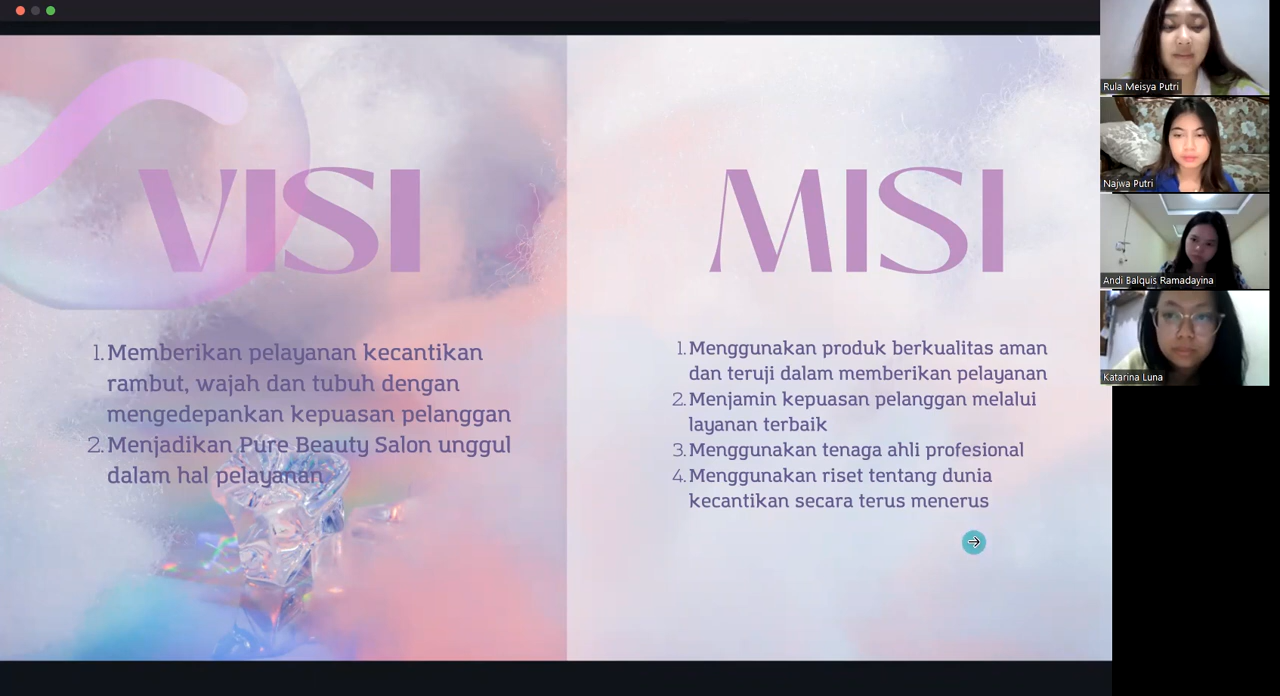 VISI
1. Memberikan pelayanan kecantikan
rambut, wajah dan tubuh dengan
mengedepankan kepuasan pelanggan
2. Menjadikan Pure Beauty Salon unggul
dalam hal pelayanan
MISI
1. Menggunakan produk berkualitas aman
dan teruji dalam memberikan pelayanan
2. Menjamin kepuasan pelanggan melalui
layanan terbaik
3. Menggunakan tenaga ahli profesional
4. Menggunakan riset tentang dunia
kecantikan secara terus menerus
Rula Meisya Putri
Najwa Putri
Andi Balquis Ramadayina
Katarina Luna